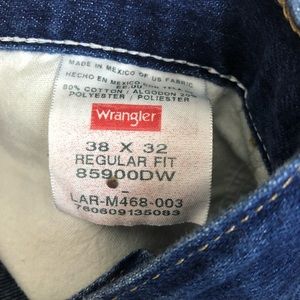 MADE IN MEXICO OF US FABRIC
HECHO EN MEXICO
80% COTTON / ALGODON
POLYESTER / POLIESTER
Wrangler
38 X 32
REGULAR FIT
85900DW
-
LAR-M468-003
760609135083